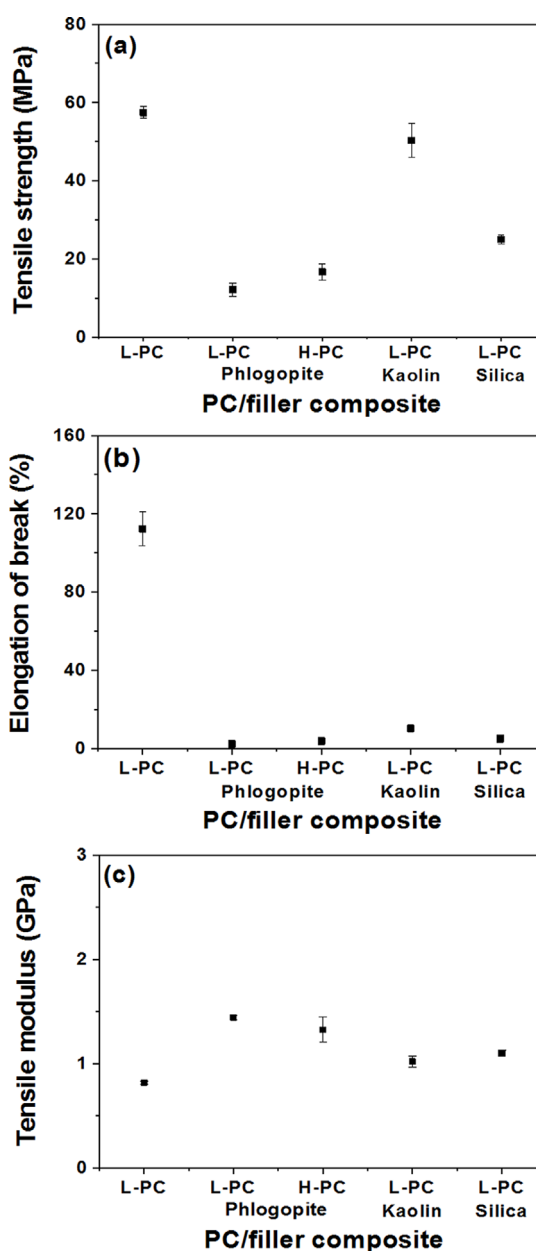 (a)
Tensile strength (MPa)
80
60
40
20
0
L-PC L-PC H-PC L-PC L-PC
Phlogopite Kaolin Silica
PC/filler composite
(b)
Elongation of break (%)
160
120
80
40
0
L-PC L-PC H-PC L-PC L-PC
Phlogopite Kaolin Silica
PC/filler composite
(c)
Tensile modulus (GPa)
3
2
1
0
L-PC L-PC H-PC L-PC L-PC
Phlogopite Kaolin Silica
PC/filler composite